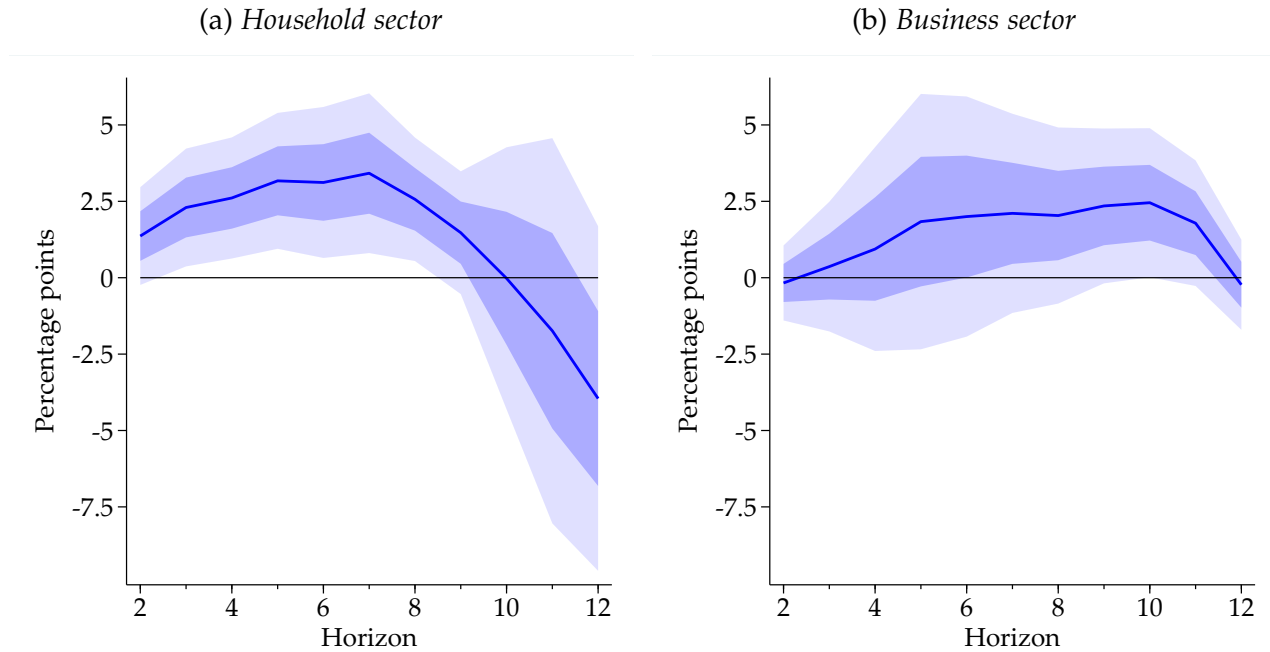 (a) Household sector
Percentage points
5
2.5
0
-2.5
-5
-7.5
2 4 6 8 10 12
Horizon
(b) Business sector
Percentage points
5
2.5
0
-2.5
-5
-7.5
2 4 6 8 10 12
Horizon